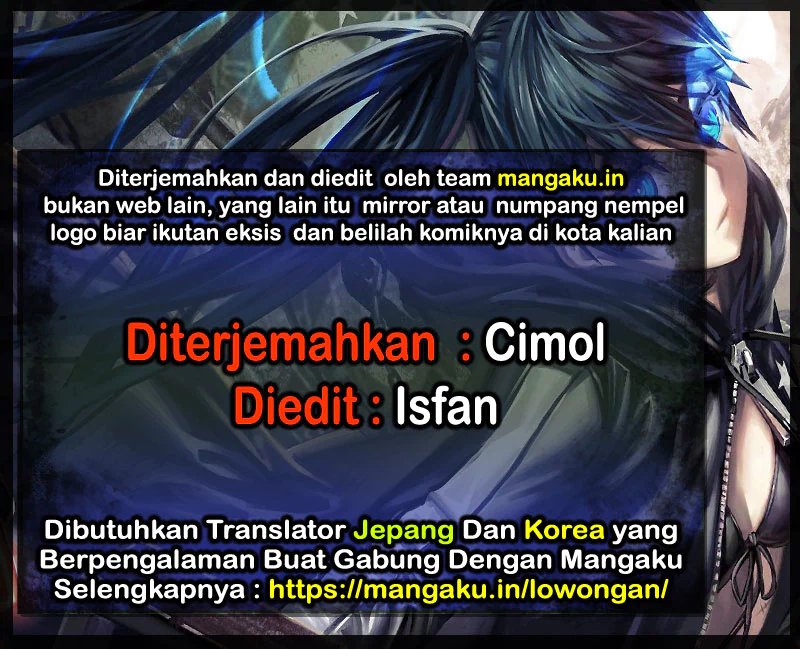 Diterjemahkan dan diedit oleh team mangaku.in
bukan web lain, yang lain itu mirror atau numpang nempel
logo biar ikutan eksis dan belilah komiknya di kota kalian
Diterjemahkan : Cimol
Diedit : Isfan
Dibutuhkan Translator Jepang Dan Korea yang
Berpengalaman Buat Gabung Dengan Mangaku
Selengkapnya : https://mangaku.in/lowongan/